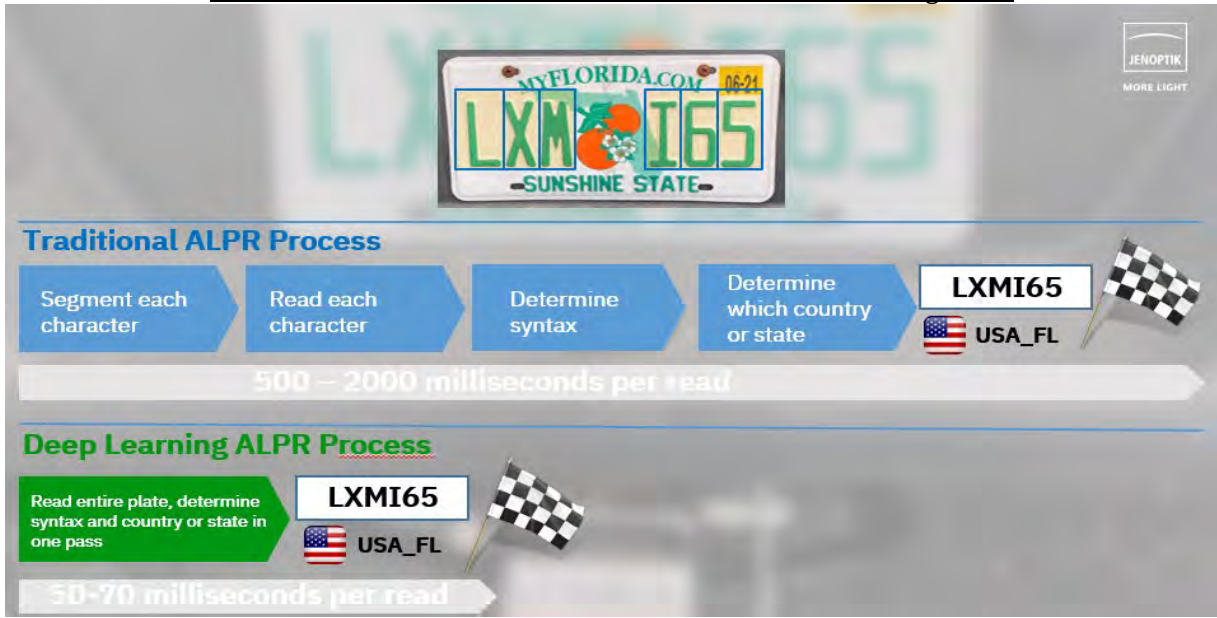 JENOPTIK
MORE LIGHT
MYFLORIDA.COM 06-21
LXM I65
SUNSHINE STATE
Traditional ALPR Process
Segment each
character
Read each
character
Determine
syntax
Determine
which country
or state
LXMI65
USA_FL
500 – 2000 milliseconds per read
Deep Learning ALPR Process
Read entire plate, determine
syntax and country or state in
one pass
LXMI65
USA_FL
50-70 milliseconds per read